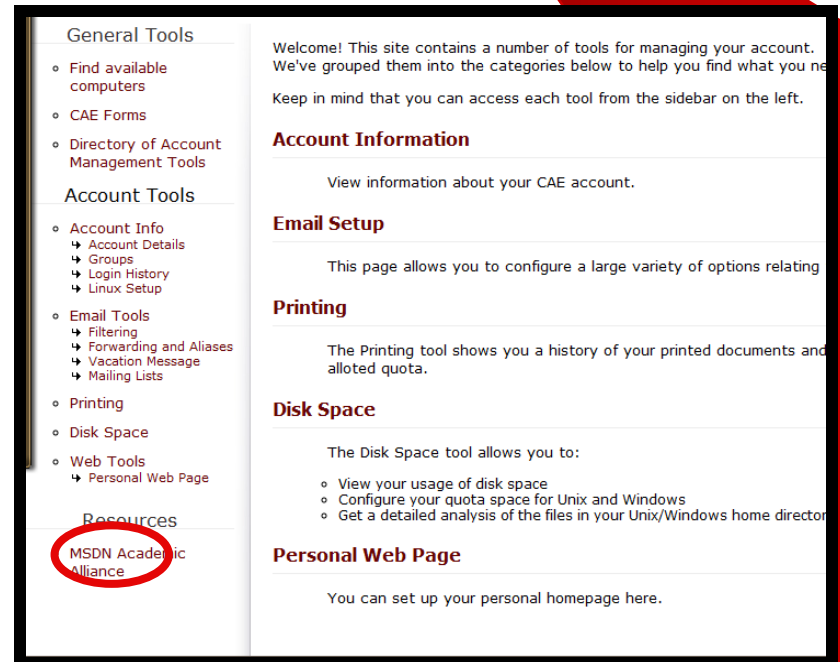 General Tools
Find available
computers
CAE Forms
Directory of Account
Management Tools
Account Tools
Account Info
Account Details
Groups
Login History
Linux Setup
Email Tools
Filtering
Forwarding and Aliases
Vacation Message
Mailing Lists
Printing
Disk Space
Web Tools
Personal Web Page
Resources
MSDN Academic
Alliance
Welcome! This site contains a number of tools for managing your account.
We've grouped them into the categories below to help you find what you
Keep in mind that you can access each tool from the sidebar on the left.
Account Information
View information about your CAE account.
Email Setup
This page allows you to configure a large variety of options relating
Printing
The Printing tool shows you a history of your printed documents and
alloted quota.
Disk Space
The Disk Space tool allows you to:
View your usage of disk space
Configure your quota space for Unix and Windows
Get a detailed analysis of the files in your Unix/Windows home
Personal Web Page
You can set up your personal homepage here.